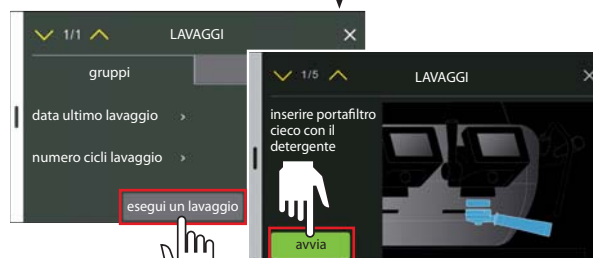 1/1 LAVAGGI ×
gruppi
data ultimo lavaggio ›
numero cicli lavaggio ›
esegui un lavaggio
1/5 LAVAGGI ×
inserire portafiltro
cieco con il
detergente
avvia